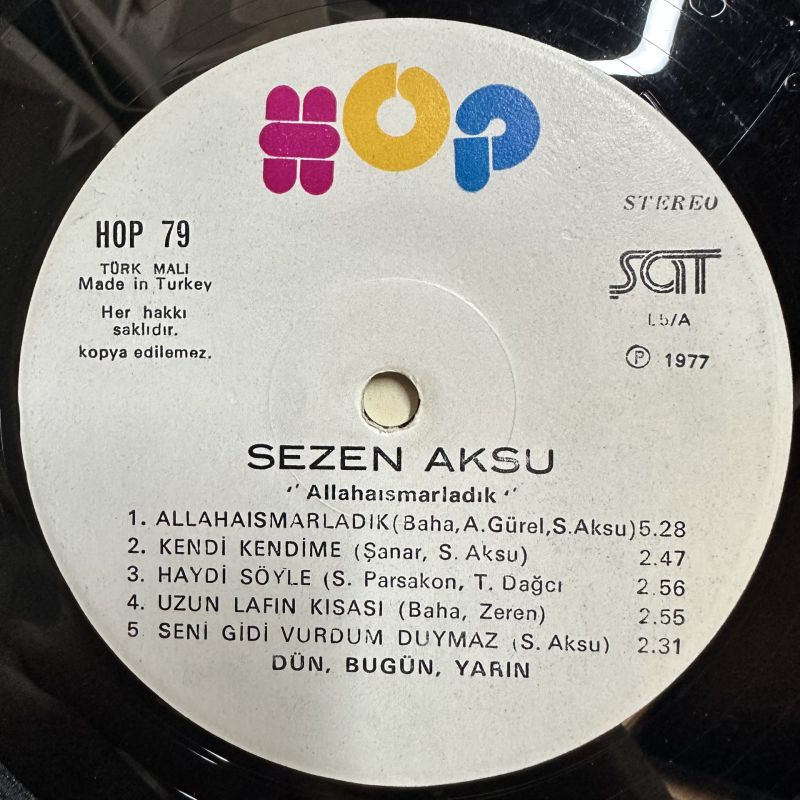 HOP
STEREO
HOP 79
TÜRK MALI
Made in Turkey
Her hakkı
saklıdır.
kopya edilemez.
SAT
L5/A
℗ 1977
SEZEN AKSU
"Allahaısmarladık"
1. ALLAHAISMARLADIK (Baha, A.Gürel, S.Aksu) 5.28
2. KENDİ KENDİME (Şanar, S. Aksu) 2.47
3. HAYDİ SÖYLE (S. Parsakon, T. Dağcı 2.56
4. UZUN LAFIN KISASI (Baha, Zeren) 2.55
5 SENİ GİDİ VURDUM DUYMAZ (S. Aksu) 2.31
DÜN, BUGÜN, YARIN